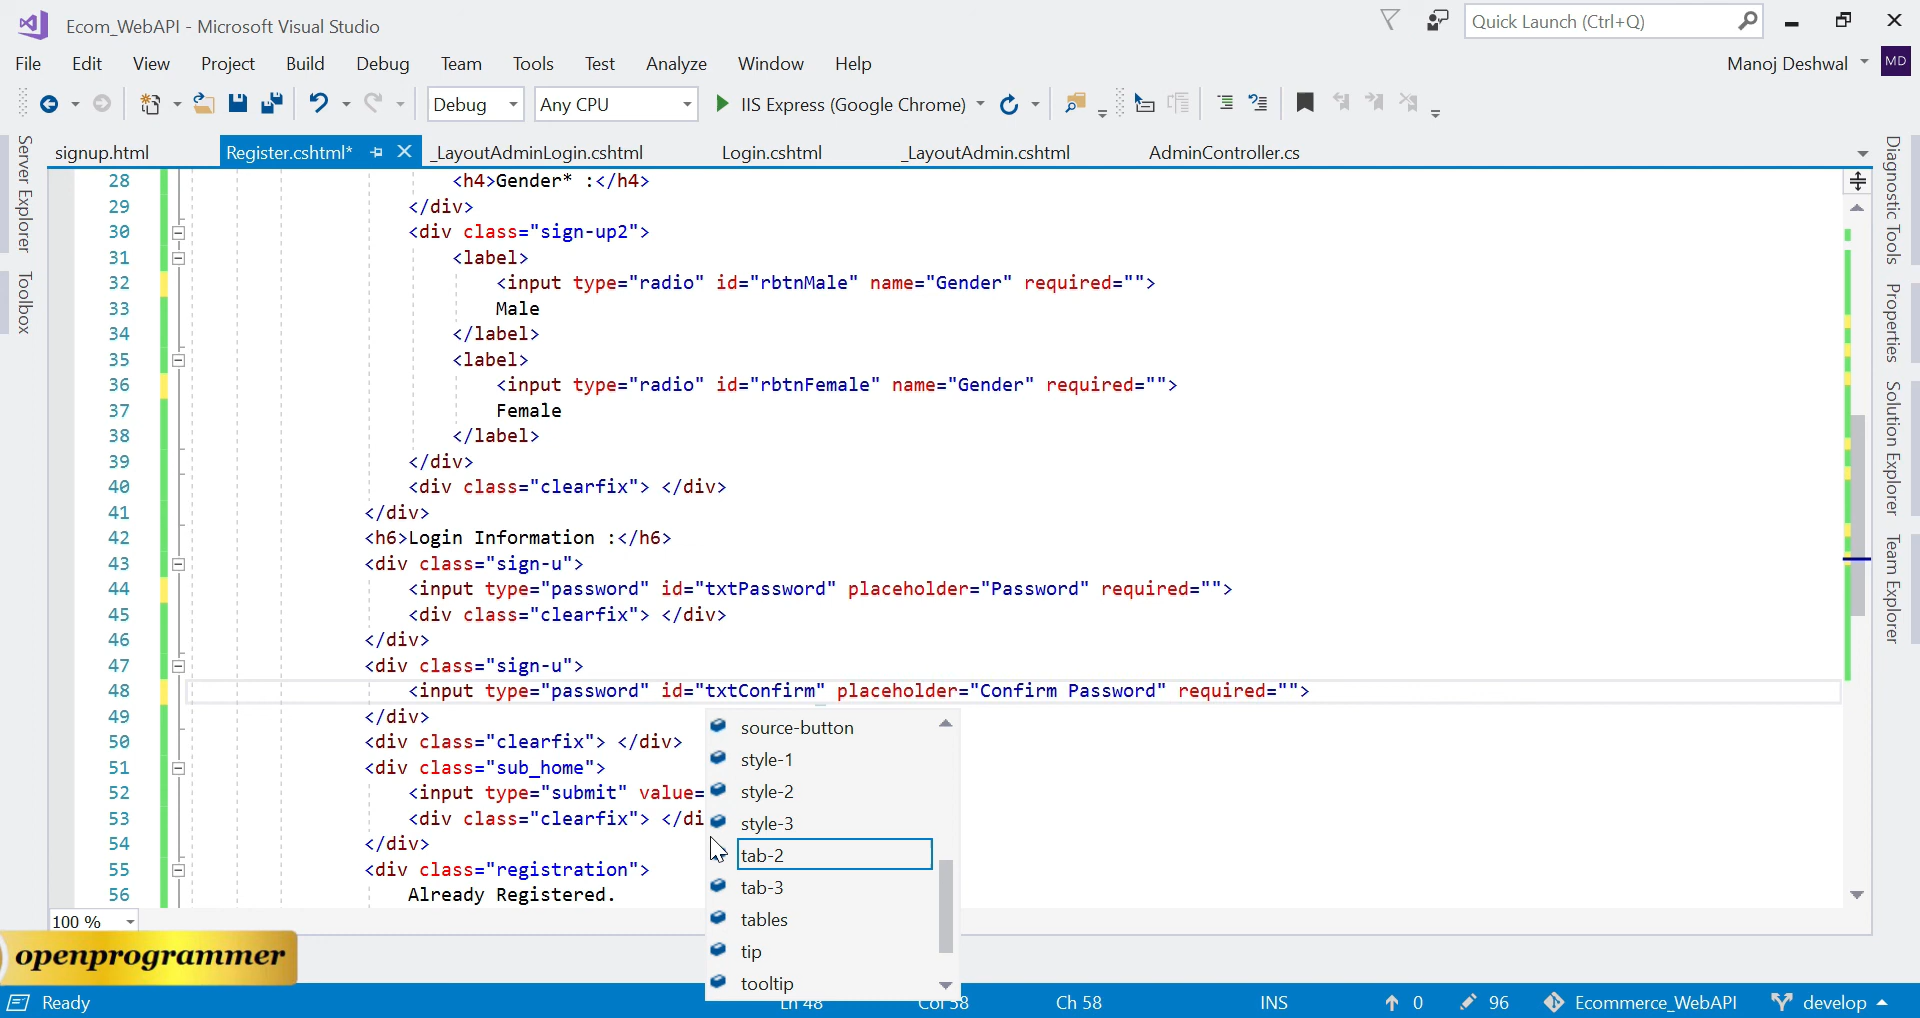 Ecom_WebAPI - Microsoft Visual Studio
Quick Launch (Ctrl+Q)
File Edit View Project Build Debug Team Tools Test Analyze Window Help
Manoj Deshwal MD
Debug Any CPU IIS Express (Google Chrome)
signup.html Register.cshtml* _LayoutAdminLogin.cshtml Login.cshtml _LayoutAdmin.cshtml AdminController.cs
Server Explorer
Toolbox
28 <h4>Gender* :</h4>
29 </div>
30 <div class="sign-up2">
31 <label>
32 <input type="radio" id="rbtnMale" name="Gender" required="">
33 Male
34 </label>
35 <label>
36 <input type="radio" id="rbtnFemale" name="Gender" required="">
37 Female
38 </label>
39 </div>
40 <div class="clearfix"> </div>
41 </div>
42 <h6>Login Information :</h6>
43 <div class="sign-u">
44 <input type="password" id="txtPassword" placeholder="Password" required="">
45 <div class="clearfix"> </div>
46 </div>
47 <div class="sign-u">
48 <input type="password" id="txtConfirm" placeholder="Confirm Password" required="">
49 </div>
50 <div class="clearfix"> </div>
51 <div class="sub_home">
52 <input type="submit" value=
53 <div class="clearfix"> </di
54 </div>
55 <div class="registration">
56 Already Registered.
source-button
style-1
style-2
style-3
tab-2
tab-3
tables
tip
tooltip
Diagnostic Tools
Properties
Solution Explorer
Team Explorer
100 %
openprogrammer
Ready Ln 48 Col 58 Ch 58 INS 0 96 Ecommerce_WebAPI develop